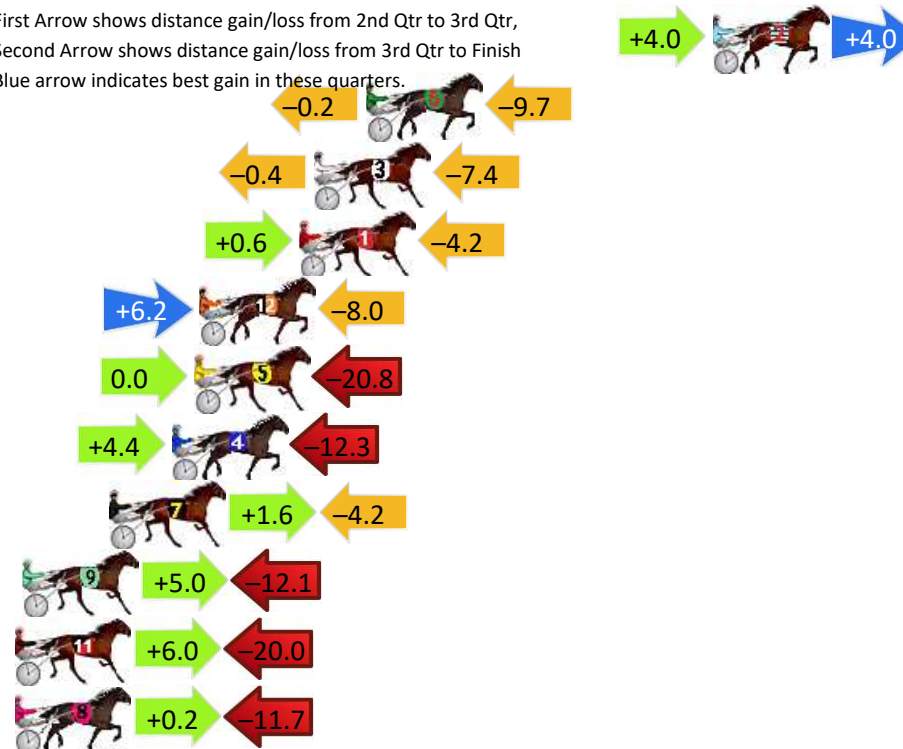 First Arrow shows distance gain/loss from 2nd Qtr to 3rd Qtr,
Second Arrow shows distance gain/loss from 3rd Qtr to Finish
Blue arrow indicates best gain in these quarters.
+4.0 +4.0
–0.2 6 –9.7
–0.4 3 –7.4
+0.6 1 –4.2
+6.2 12 –8.0
0.0 5 –20.8
+4.4 4 –12.3
7 +1.6 –4.2
9 +5.0 –12.1
11 +6.0 –20.0
8 +0.2 –11.7